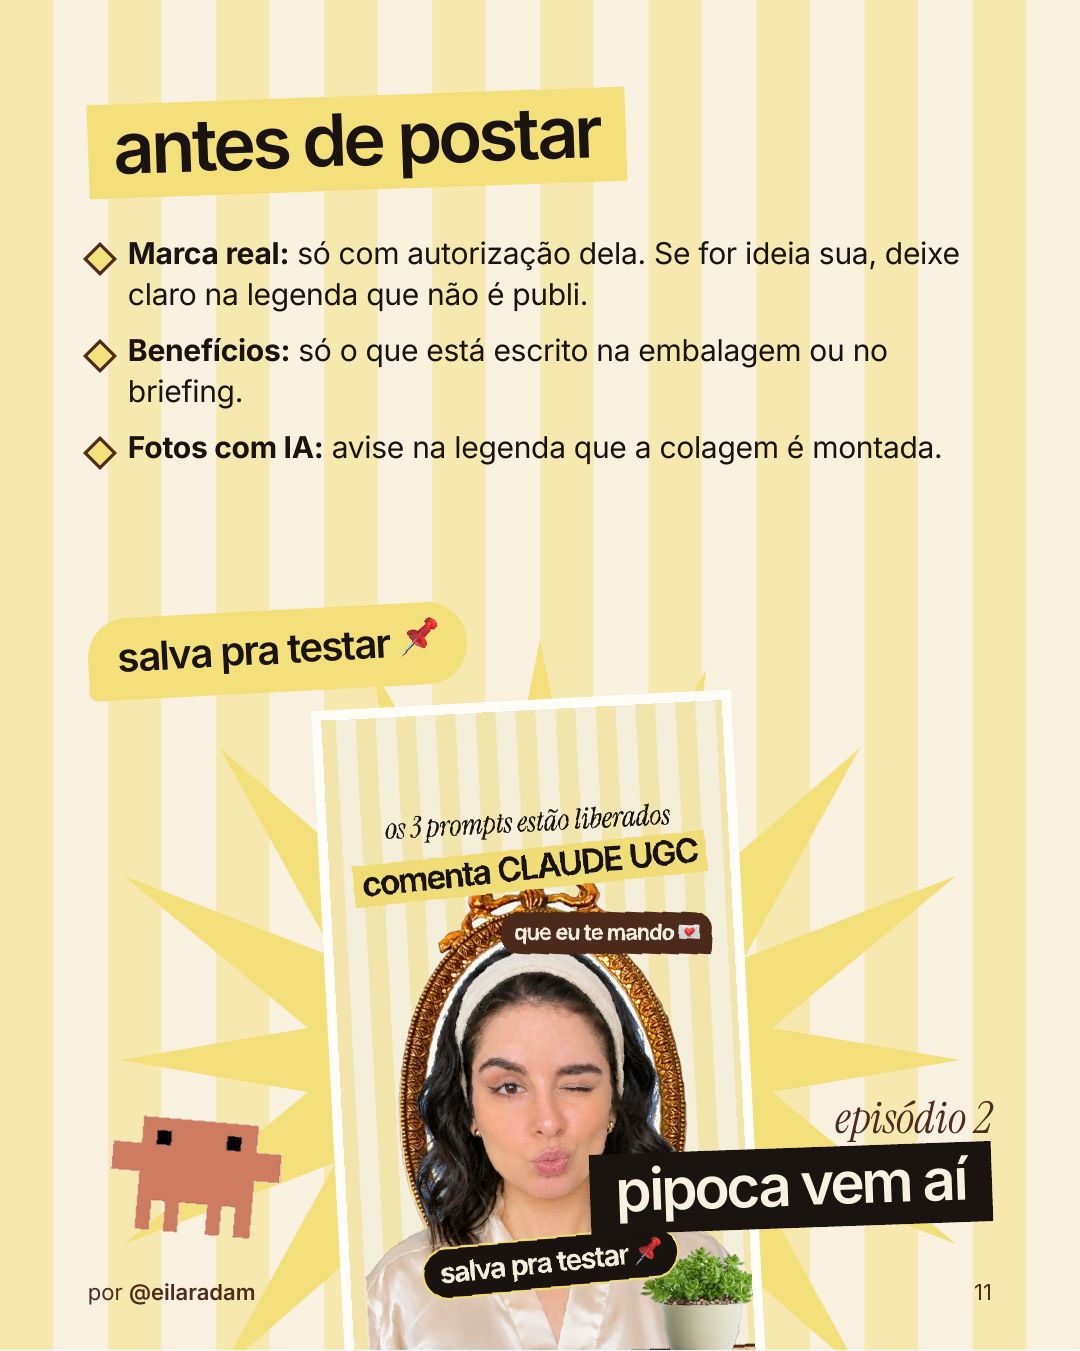 antes de postar
Marca real: só com autorização dela. Se for ideia sua, deixe
claro na legenda que não é publi.
Benefícios: só o que está escrito na embalagem ou no
briefing.
Fotos com IA: avise na legenda que a colagem é montada.
salva pra testar 📌
os 3 prompts estão liberados
comenta CLAUDE UGC
que eu te mando 💌
episódio 2
pipoca vem aí
salva pra testar 📌
por @eilaradam
11